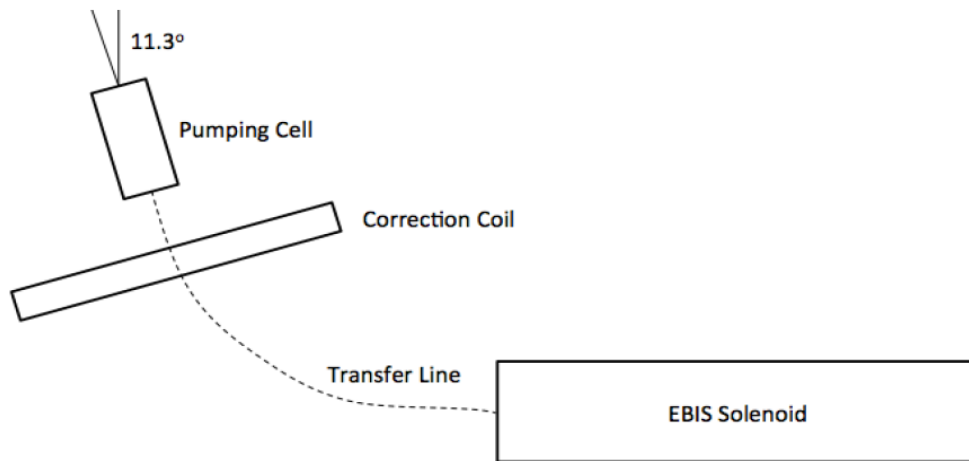 11.3°
Pumping Cell
Correction Coil
Transfer Line
EBIS Solenoid